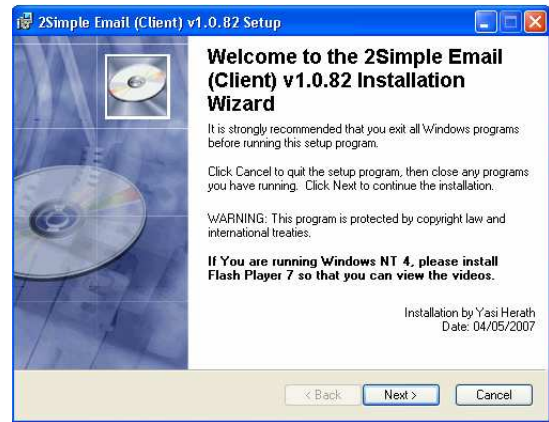 2Simple Email (Client) v1.0.82 Setup
Welcome to the 2Simple Email
(Client) v1.0.82 Installation
Wizard
It is strongly recommended that you exit all Windows programs
before running this setup program.
Click Cancel to quit the setup program, then close any programs
you have running. Click Next to continue the installation.
WARNING: This program is protected by copyright law and
international treaties.
If You are running Windows NT 4, please install
Flash Player 7 so that you can view the videos.
Installation by Yasi Herath
Date: 04/05/2007
< Back
Next >
Cancel